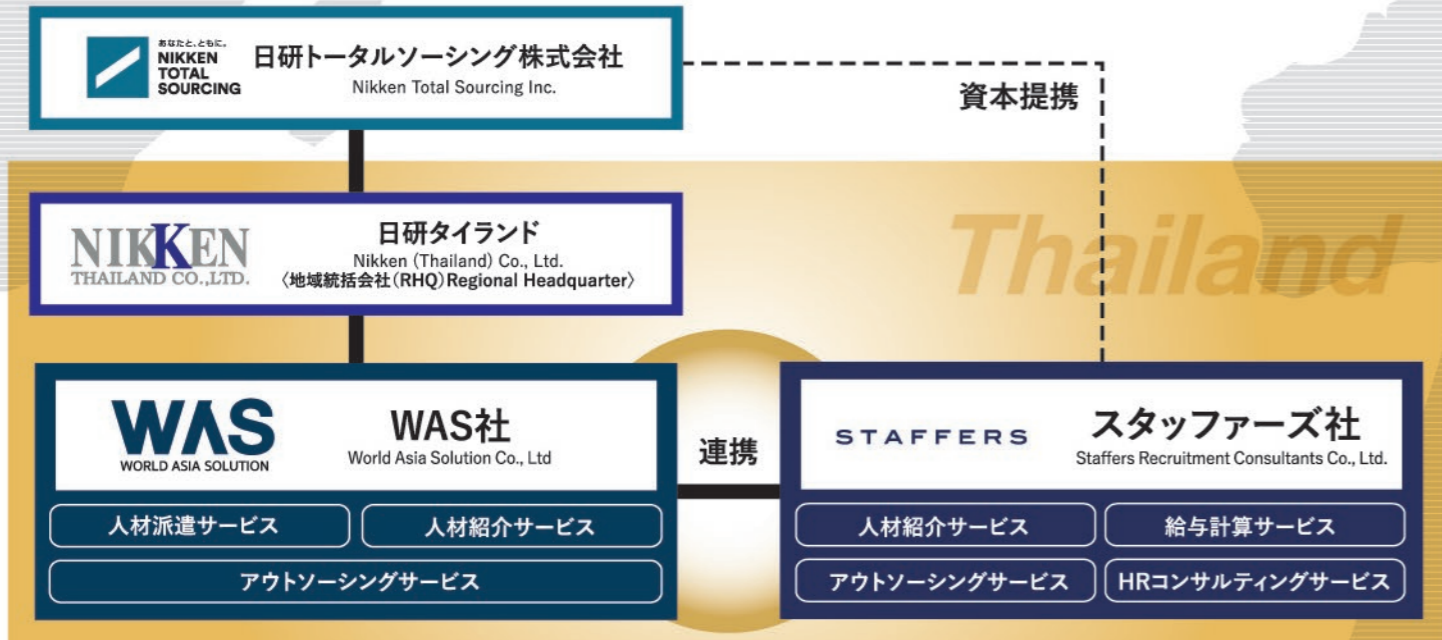 あなたと、ともに。
NIKKEN
TOTAL
SOURCING
日研トータルソーシング株式会社
Nikken Total Sourcing Inc.
資本提携
NIKKEN
THAILAND CO.,LTD.
日研タイランド
Nikken (Thailand) Co., Ltd.
〈地域統括会社(RHQ)Regional Headquarter〉
Thailand
WAS
WORLD ASIA SOLUTION
WAS社
World Asia Solution Co., Ltd
人材派遣サービス
人材紹介サービス
アウトソーシングサービス
連携
STAFFERS
スタッファーズ社
Staffers Recruitment Consultants Co., Ltd.
人材紹介サービス
給与計算サービス
アウトソーシングサービス
HRコンサルティングサービス